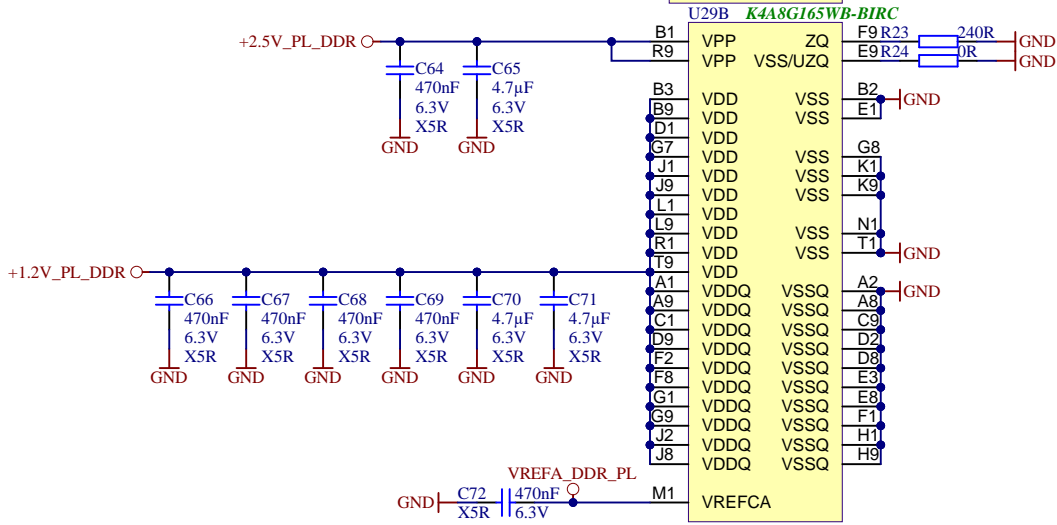 U29B K4A8G165WB-BIRC
+2.5V_PL_DDR
B1 VPP ZQ F9 R23 240R GND
R9 VPP VSS/UZQ E9 R24 0R GND
C64 C65
470nF 4.7µF
6.3V 6.3V
X5R X5R
GND GND
B3 VDD VSS B2 GND
B9 VDD VSS E1
D1 VDD
G7 VDD VSS G8
J1 VDD VSS K1
J9 VDD VSS K9
L1 VDD
L9 VDD VSS N1
R1 VDD VSS T1 GND
+1.2V_PL_DDR T9 VDD
A1 VDDQ VSSQ A2 GND
A9 VDDQ VSSQ A8
C1 VDDQ VSSQ C9
D9 VDDQ VSSQ D2
F2 VDDQ VSSQ D8
F8 VDDQ VSSQ E3
G1 VDDQ VSSQ E8
G9 VDDQ VSSQ F1
J2 VDDQ VSSQ H1
J8 VDDQ VSSQ H9
C66 C67 C68 C69 C70 C71
470nF 470nF 470nF 470nF 4.7µF 4.7µF
6.3V 6.3V 6.3V 6.3V 6.3V 6.3V
X5R X5R X5R X5R X5R X5R
GND GND GND GND GND GND
VREFA_DDR_PL
GND C72 470nF M1 VREFCA
X5R 6.3V